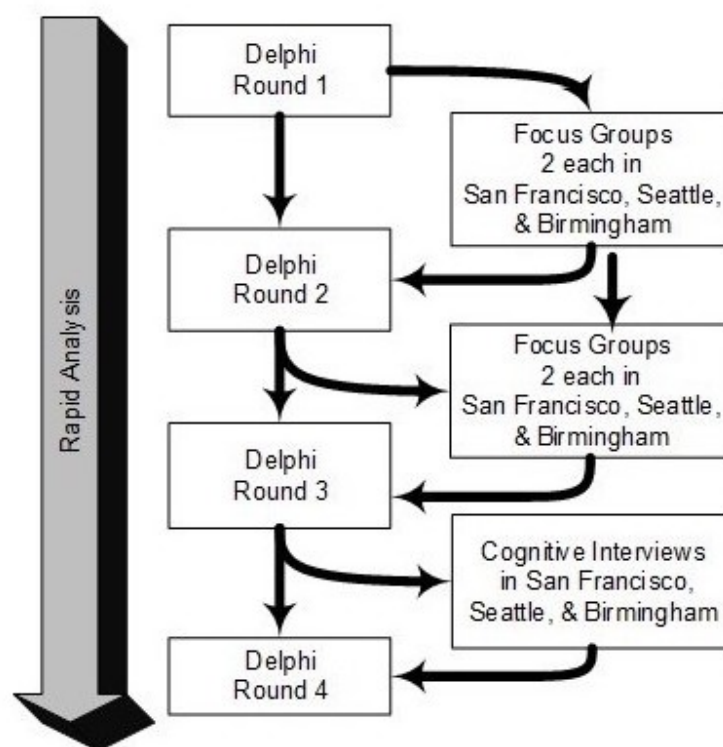 Rapid Analysis
Delphi
Round 1
Focus Groups
2 each in
San Francisco, Seattle,
& Birmingham
Delphi
Round 2
Focus Groups
2 each in
San Francisco, Seattle,
& Birmingham
Delphi
Round 3
Cognitive Interviews
in San Francisco,
Seattle, & Birmingham
Delphi
Round 4